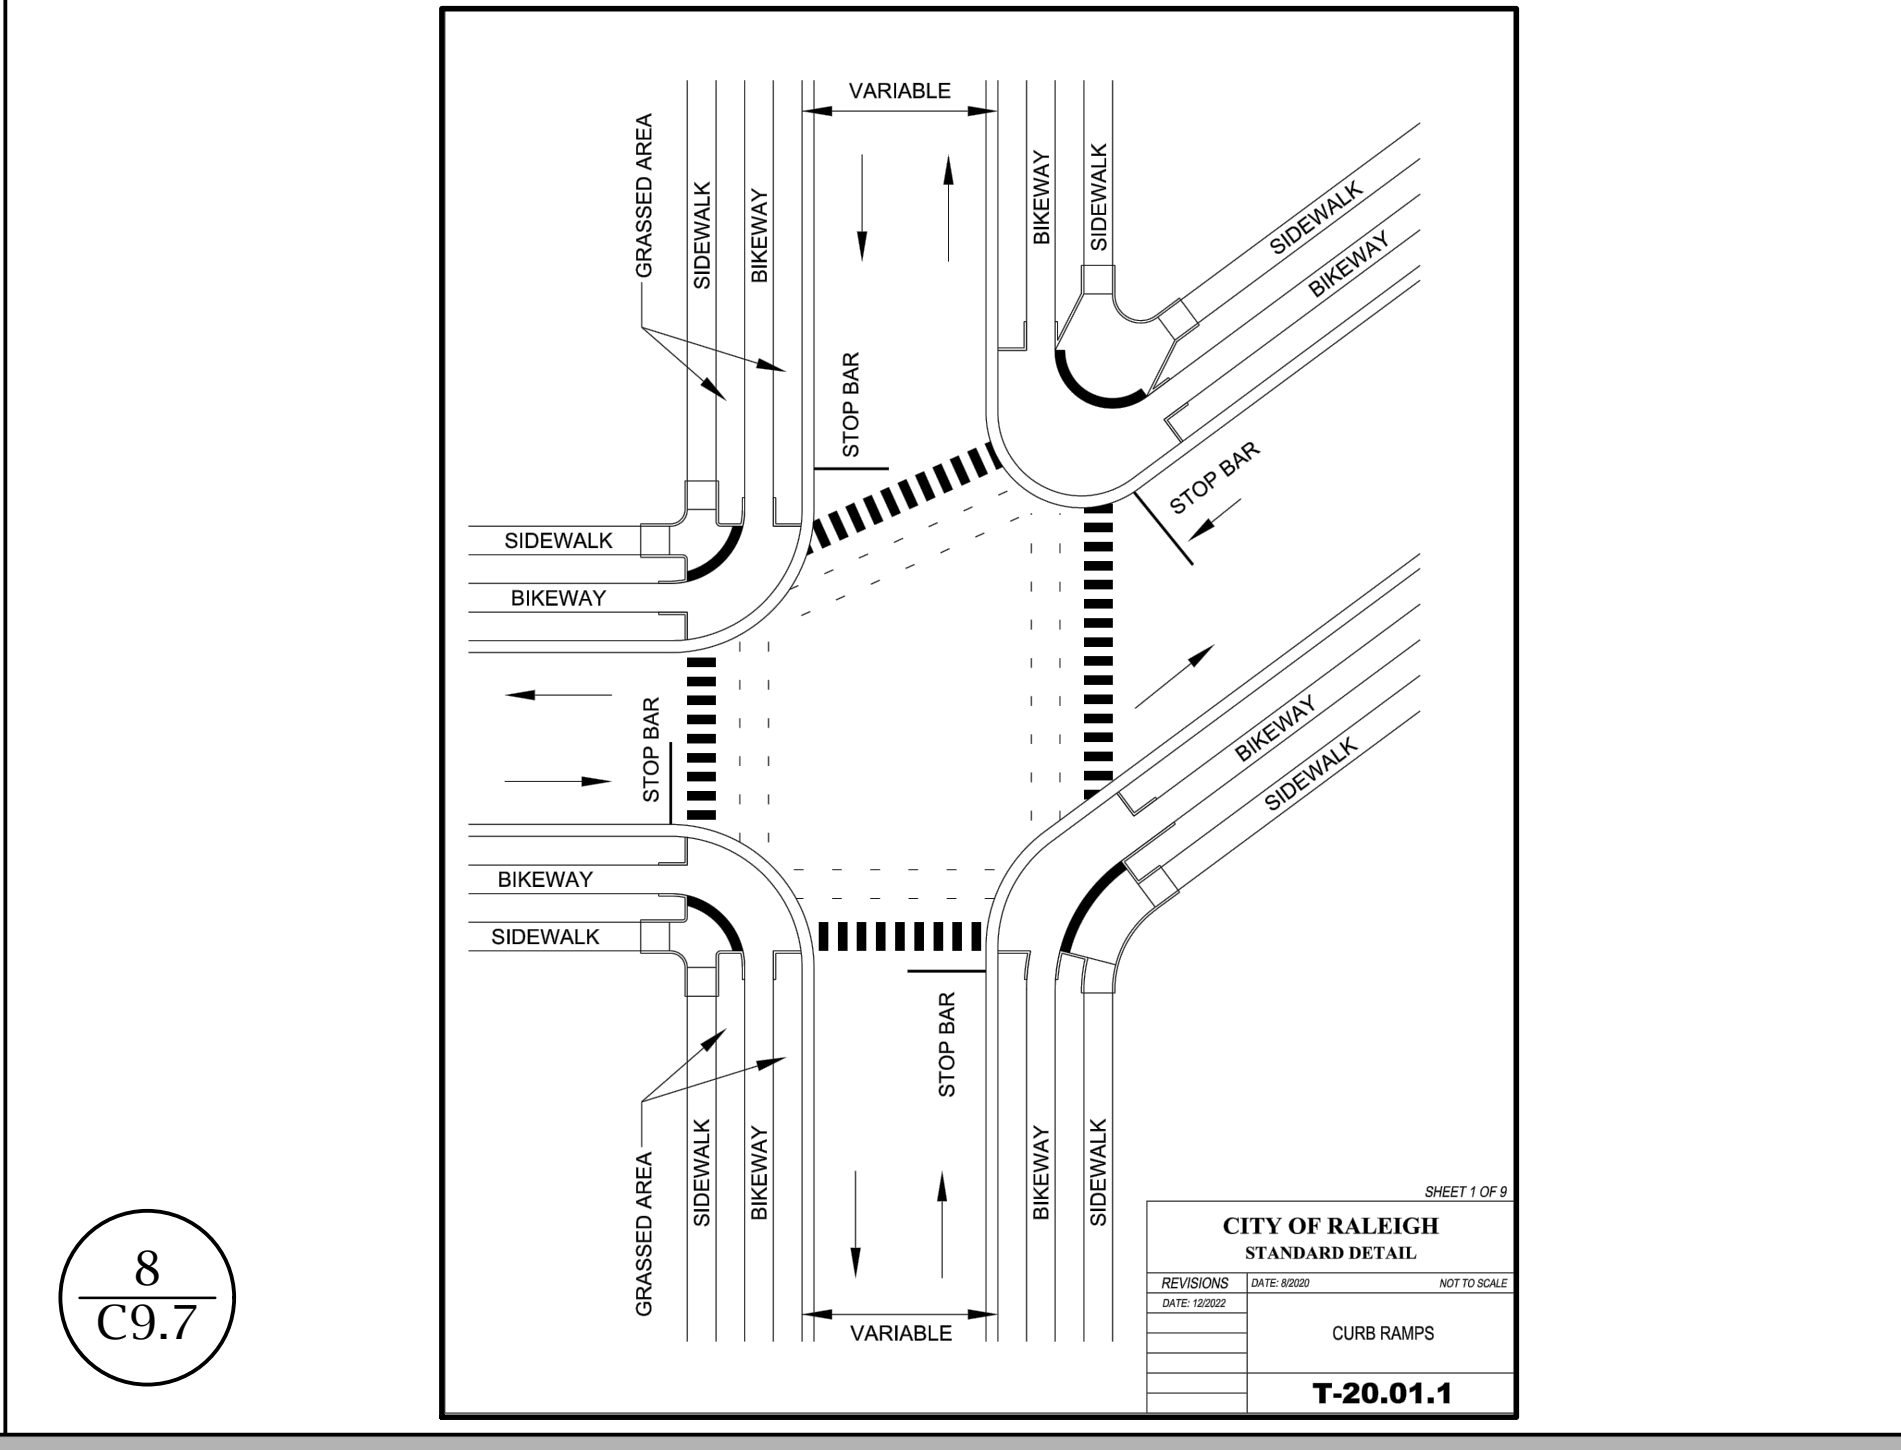 VARIABLE
GRASSED AREA
SIDEWALK
BIKEWAY
BIKEWAY
SIDEWALK
SIDEWALK
BIKEWAY
STOP BAR
STOP BAR
SIDEWALK
BIKEWAY
STOP BAR
BIKEWAY
SIDEWALK
BIKEWAY
SIDEWALK
STOP BAR
GRASSED AREA
SIDEWALK
BIKEWAY
BIKEWAY
SIDEWALK
VARIABLE
8
C9.7
SHEET 1 OF 9
CITY OF RALEIGH
STANDARD DETAIL
REVISIONS
DATE: 8/2020
NOT TO SCALE
DATE: 12/2022
CURB RAMPS
T-20.01.1